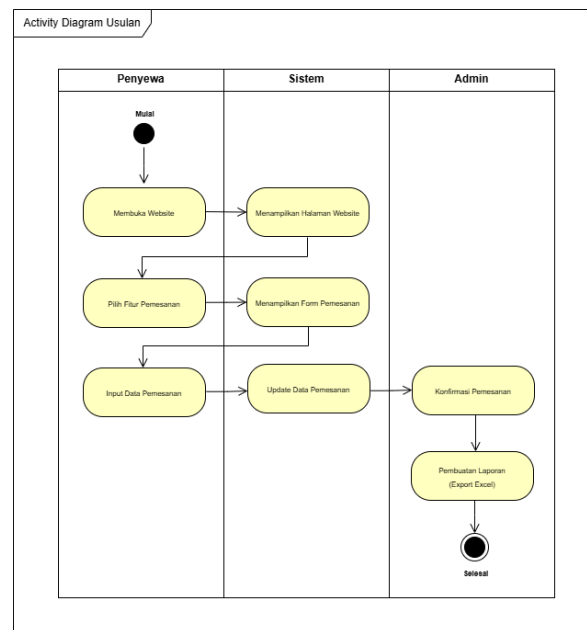 Activity Diagram Usulan
Penyewa
Sistem
Admin
Mulai
Membuka Website
Menampilkan Halaman Website
Pilih Fitur Pemesanan
Menampilkan Form Pemesanan
Input Data Pemesanan
Update Data Pemesanan
Konfirmasi Pemesanan
Pembuatan Laporan
(Export Excel)
Selesai